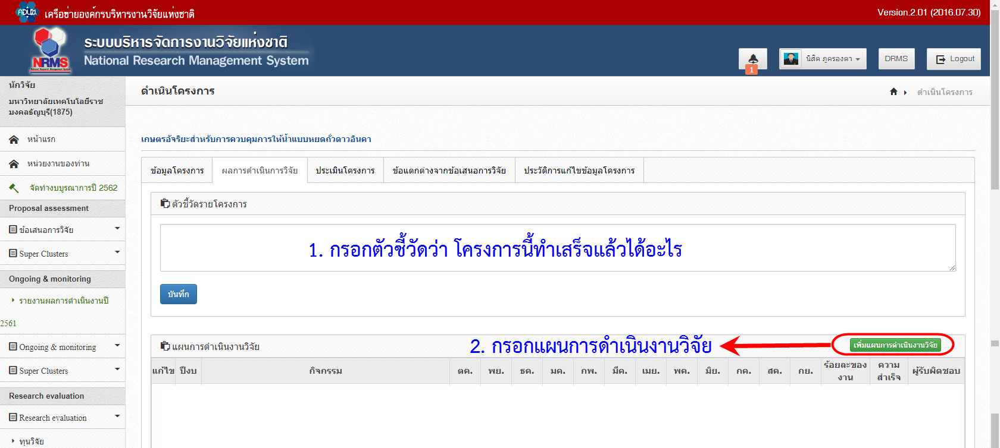 คอบช. เครือข่ายองค์กรบริหารงานวิจัยแห่งชาติ
Version.2.01 (2016.07.30)
NRMS
ระบบบริหารจัดการงานวิจัยแห่งชาติ
National Research Management System
1
นิสิต ภูครองตา
DRMS
Logout
นักวิจัย
มหาวิทยาลัยเทคโนโลยีราช
มงคลธัญบุรี(1875)
ดำเนินโครงการ
ดำเนินโครงการ
หน้าแรก
หน่วยงานของท่าน
จัดทำงบบูรณาการปี 2562
Proposal assessment
ข้อเสนอการวิจัย
Super Clusters
Ongoing & monitoring
รายงานผลการดำเนินงานปี
2561
Ongoing & monitoring
Super Clusters
Research evaluation
Research evaluation
ทุนวิจัย
เกษตรอัจริยะสำหรับการควบคุมการให้น้ำแบบหยดถั่วดาวอินคา
ข้อมูลโครงการ
ผลการดำเนินการวิจัย
ประเมินโครงการ
ข้อแตกต่างจากข้อเสนอการวิจัย
ประวัติการแก้ไขข้อมูลโครงการ
ตัวชี้วัดรายโครงการ
1. กรอกตัวชี้วัดว่า โครงการนี้ทำเสร็จแล้วได้อะไร
บันทึก
แผนการดำเนินงานวิจัย
2. กรอกแผนการดำเนินงานวิจัย
เพิ่มแผนการดำเนินงานวิจัย
แก้ไข ปีงบ กิจกรรม ตค. พย. ธค. มค. กพ. มีค. เมย. พค. มิย. กค. สค. กย. ร้อยละของ ความ ผู้รับผิดชอบ
งาน สำเร็จ